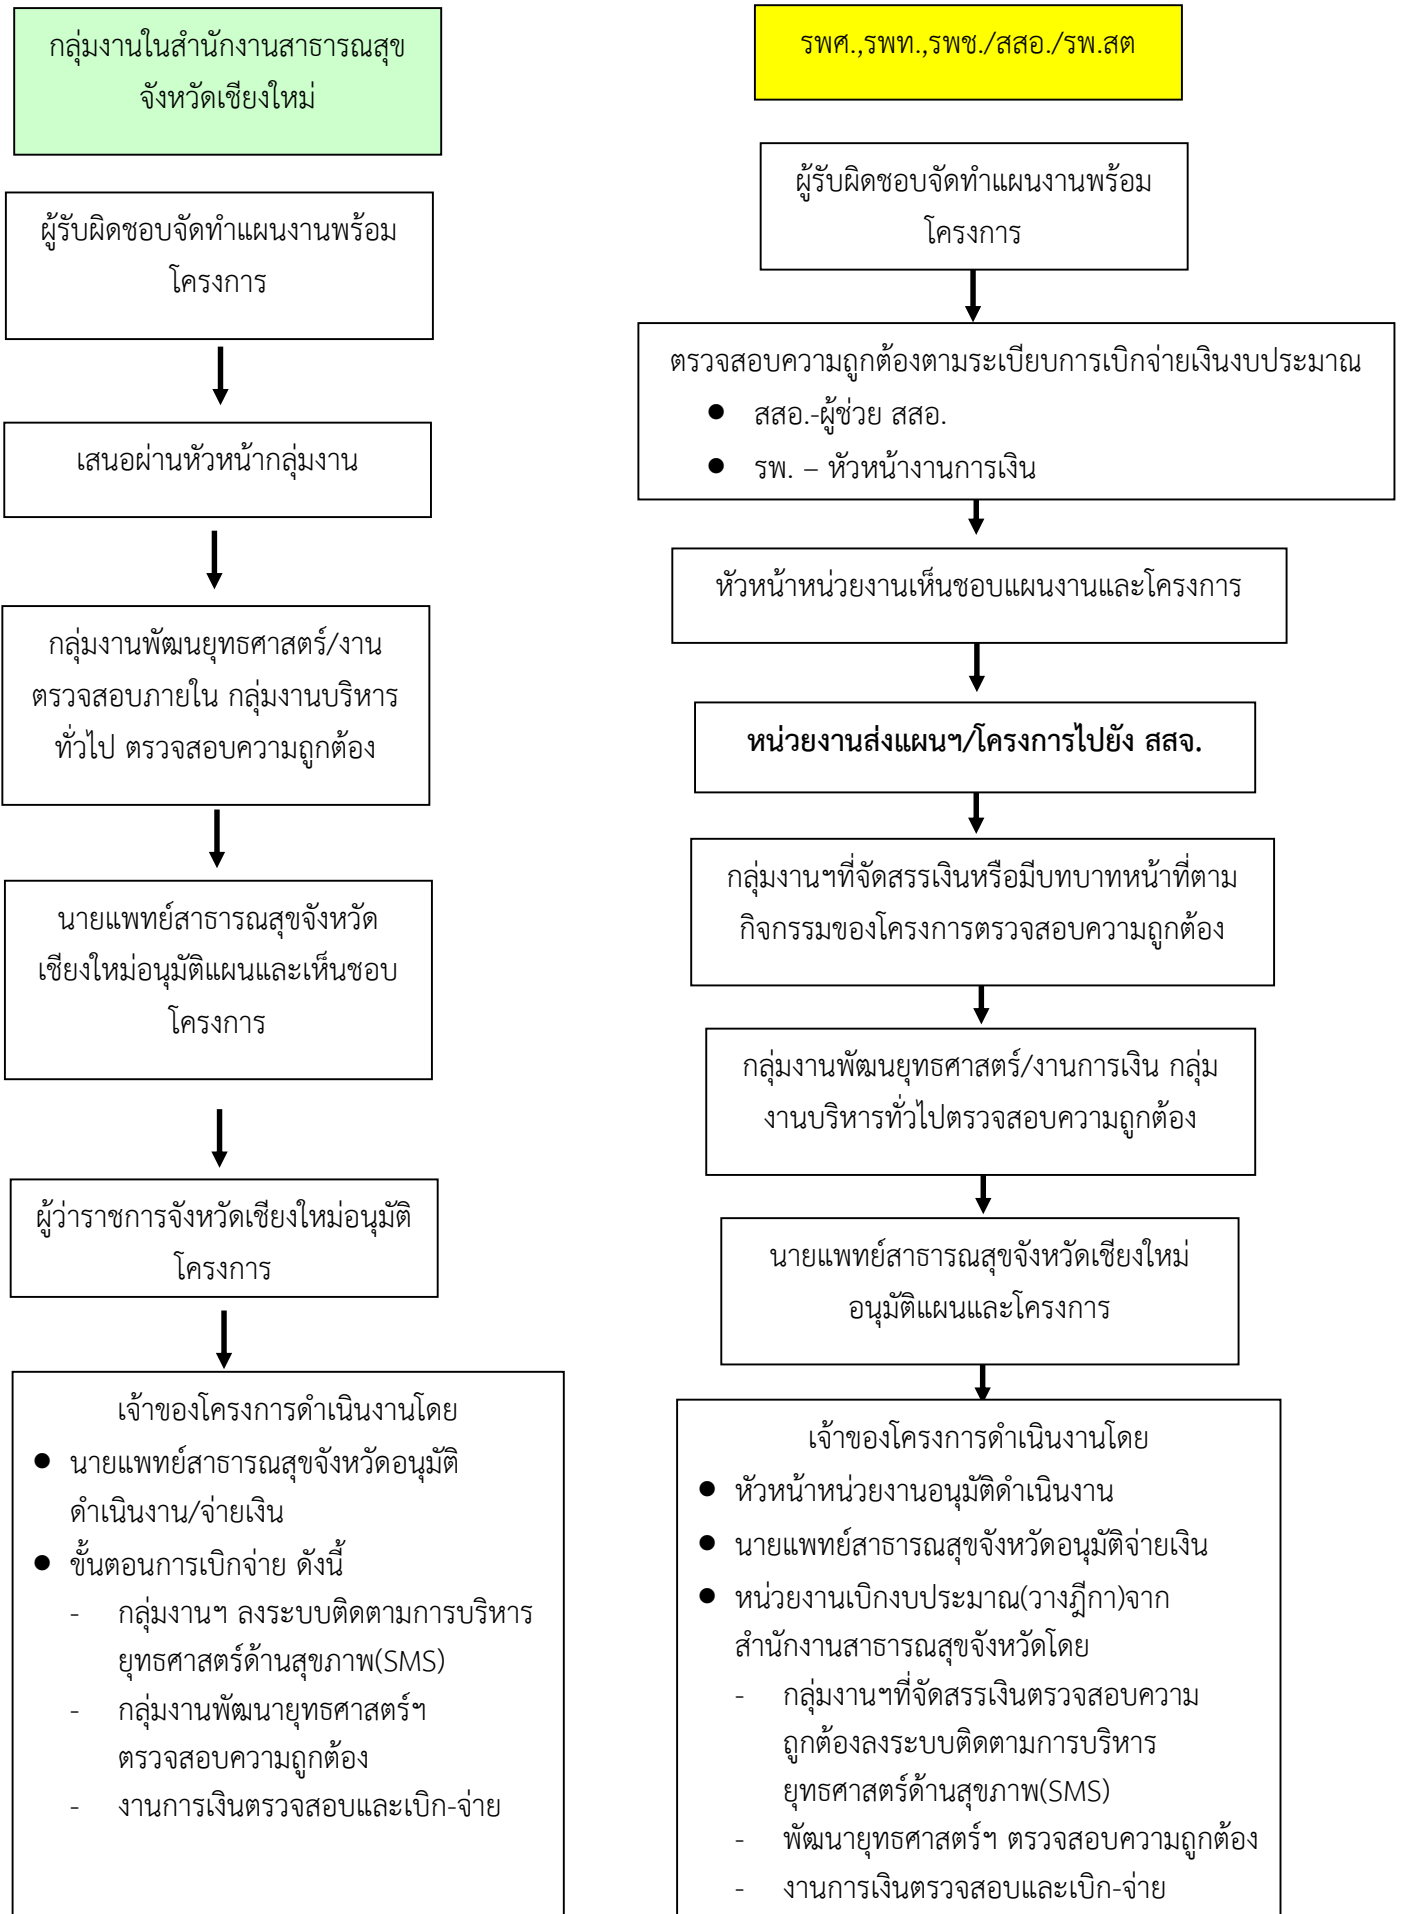 กลุ่มงานในสำนักงานสาธารณสุข
จังหวัดเชียงใหม่
ผู้รับผิดชอบจัดทำแผนงานพร้อม
โครงการ
เสนอผ่านหัวหน้ากลุ่มงาน
กลุ่มงานพัฒนยุทธศาสตร์/งาน
ตรวจสอบภายใน กลุ่มงานบริหาร
ทั่วไป ตรวจสอบความถูกต้อง
นายแพทย์สาธารณสุขจังหวัด
เชียงใหม่อนุมัติแผนและเห็นชอบ
โครงการ
ผู้ว่าราชการจังหวัดเชียงใหม่อนุมัติ
โครงการ
เจ้าของโครงการดำเนินงานโดย
● นายแพทย์สาธารณสุขจังหวัดอนุมัติ
ดำเนินงาน/จ่ายเงิน
● ขั้นตอนการเบิกจ่าย ดังนี้
- กลุ่มงานฯ ลงระบบติดตามการบริหาร
ยุทธศาสตร์ด้านสุขภาพ(SMS)
- กลุ่มงานพัฒนายุทธศาสตร์ฯ
ตรวจสอบความถูกต้อง
- งานการเงินตรวจสอบและเบิก-จ่าย
รพศ.,รพท.,รพช./สสอ./รพ.สต
ผู้รับผิดชอบจัดทำแผนงานพร้อม
โครงการ
ตรวจสอบความถูกต้องตามระเบียบการเบิกจ่ายเงินงบประมาณ
● สสอ.-ผู้ช่วย สสอ.
● รพ. – หัวหน้างานการเงิน
หัวหน้าหน่วยงานเห็นชอบแผนงานและโครงการ
หน่วยงานส่งแผนฯ/โครงการไปยัง สสจ.
กลุ่มงานฯที่จัดสรรเงินหรือมีบทบาทหน้าที่ตาม
กิจกรรมของโครงการตรวจสอบความถูกต้อง
กลุ่มงานพัฒนยุทธศาสตร์/งานการเงิน กลุ่ม
งานบริหารทั่วไปตรวจสอบความถูกต้อง
นายแพทย์สาธารณสุขจังหวัดเชียงใหม่
อนุมัติแผนและโครงการ
เจ้าของโครงการดำเนินงานโดย
● หัวหน้าหน่วยงานอนุมัติดำเนินงาน
● นายแพทย์สาธารณสุขจังหวัดอนุมัติจ่ายเงิน
● หน่วยงานเบิกงบประมาณ(วางฎีกา)จาก
สำนักงานสาธารณสุขจังหวัดโดย
- กลุ่มงานฯที่จัดสรรเงินตรวจสอบความ
ถูกต้องลงระบบติดตามการบริหาร
ยุทธศาสตร์ด้านสุขภาพ(SMS)
- พัฒนายุทธศาสตร์ฯ ตรวจสอบความถูกต้อง
- งานการเงินตรวจสอบและเบิก-จ่าย